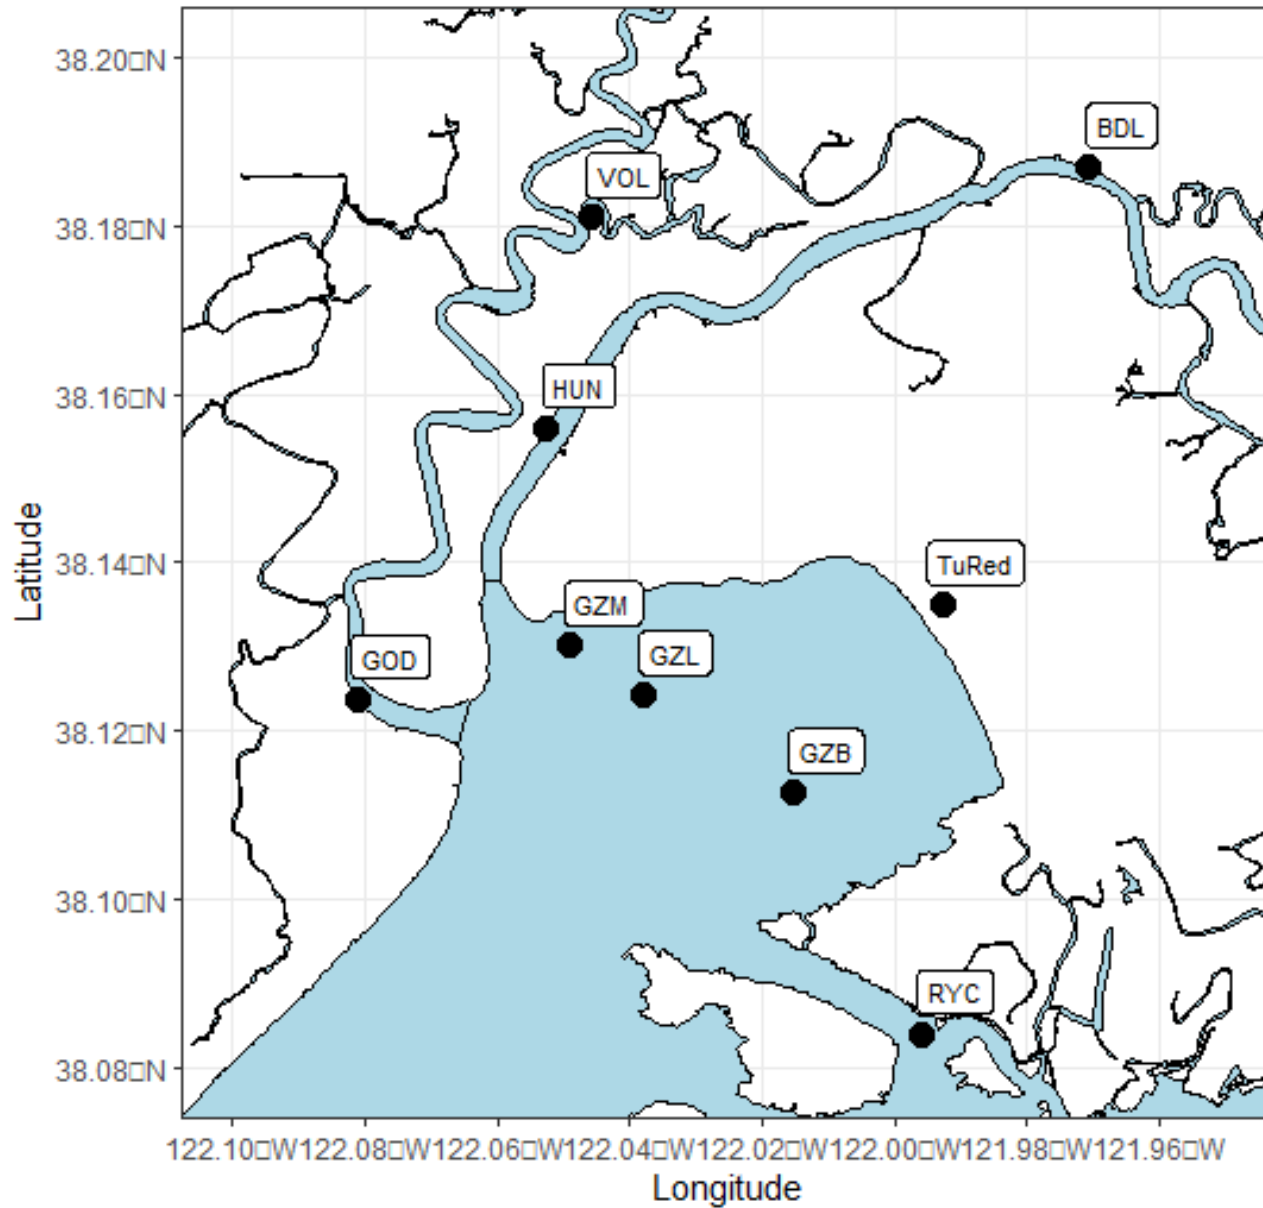 38.20□N
BDL
VOL
38.18□N
38.16□N
HUN
38.14□N
TuRed
GZM
GZL
GOD
38.12□N
GZB
38.10□N
RYC
38.08□N
Latitude
122.10□W122.08□W122.06□W122.04□W122.02□W122.00□W121.98□W121.96□W
Longitude